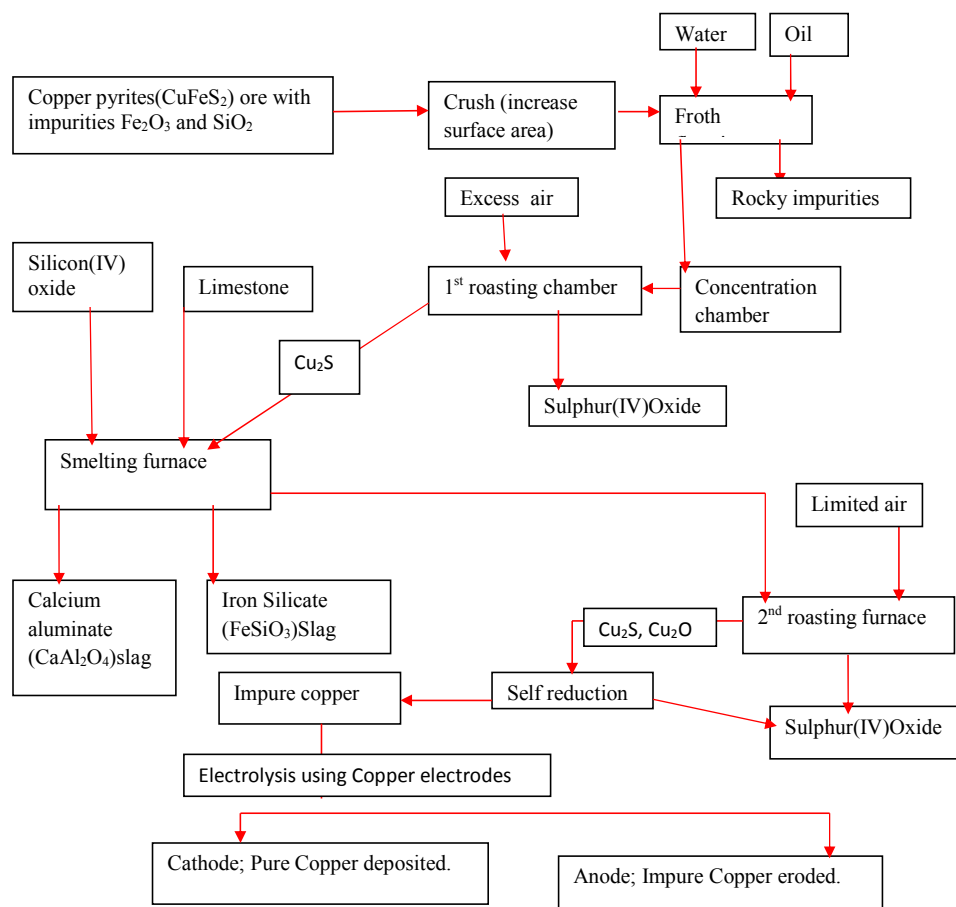 Water
Oil
Copper pyrites(CuFeS₂) ore with
impurities Fe₂O₃ and SiO₂
Crush (increase
surface area)
Froth
Rocky impurities
Excess air
Silicon(IV)
oxide
Limestone
1ˢᵗ roasting chamber
Concentration
chamber
Cu₂S
Sulphur(IV)Oxide
Smelting furnace
Limited air
Calcium
aluminate
(CaAl₂O₄)slag
Iron Silicate
(FeSiO₃)Slag
Cu₂S, Cu₂O
2ⁿᵈ roasting furnace
Impure copper
Self reduction
Sulphur(IV)Oxide
Electrolysis using Copper electrodes
Cathode; Pure Copper deposited.
Anode; Impure Copper eroded.